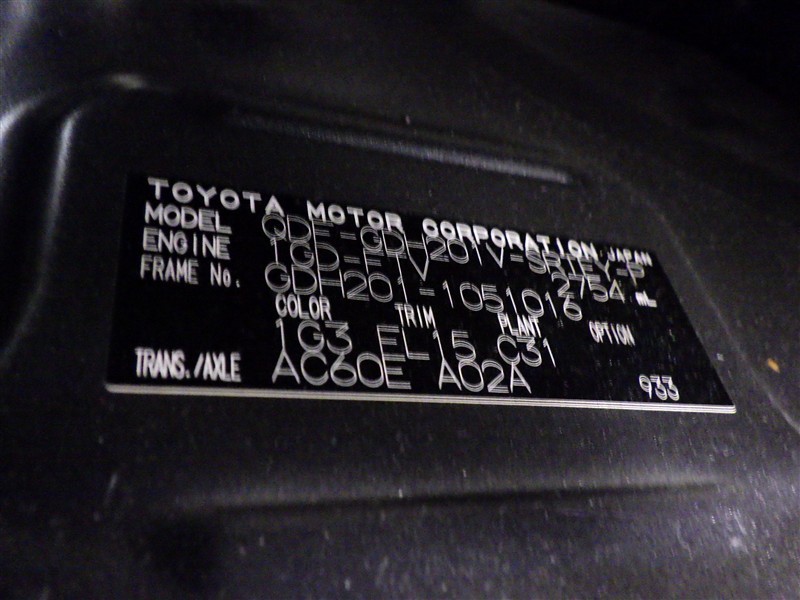 TOYOTA MOTOR CORPORATION JAPAN
MODEL QDF-GDH201V-SRTEY-P
ENGINE 1GD-FTV 2754 mL
FRAME No. GDH201-1051016
COLOR TRIM PLANT OPTION
1G3 FL15 C31
TRANS./AXLE AC60E A02A 933